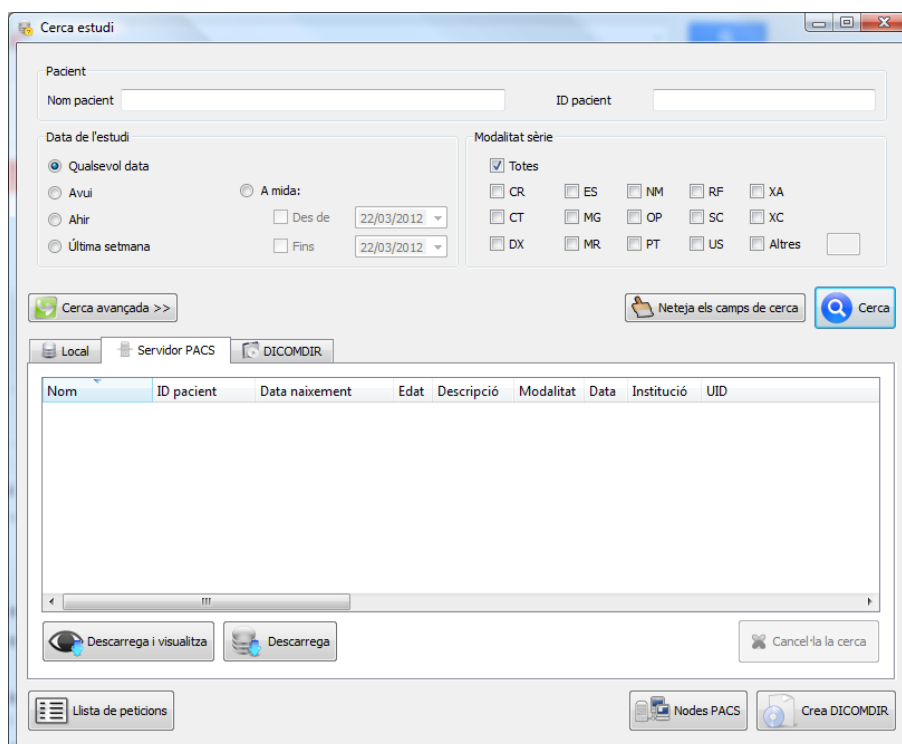 Cerca estudi
Pacient
Nom pacient ID pacient
Data de l'estudi Modalitat sèrie
Qualsevol data Totes
Avui A mida: CR ES NM RF XA
Ahir Des de 22/03/2012 CT MG OP SC XC
Última setmana Fins 22/03/2012 DX MR PT US Altres
Cerca avançada >> Neteja els camps de cerca Cerca
Local Servidor PACS DICOMDIR
Nom ID pacient Data naixement Edat Descripció Modalitat Data Institució UID
Descarrega i visualitza Descarrega Cancel·la la cerca
Llista de peticions Nodes PACS Crea DICOMDIR